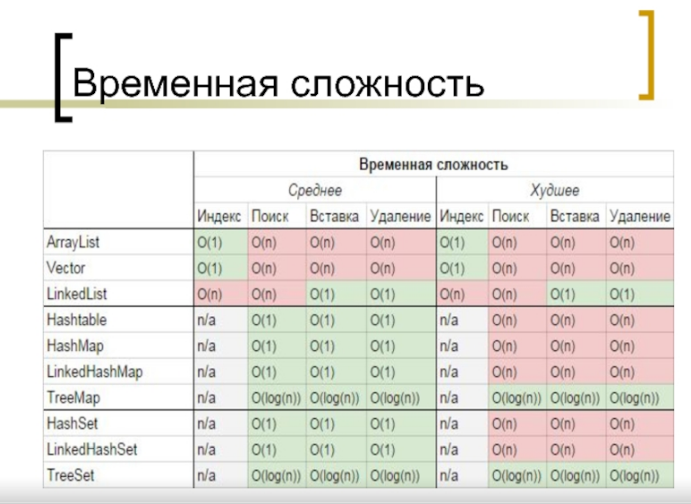 Временная сложность
Временная сложность
Среднее Худшее
Индекс Поиск Вставка Удаление Индекс Поиск Вставка Удаление
ArrayList O(1) O(n) O(n) O(n) O(1) O(n) O(n) O(n)
Vector O(1) O(n) O(n) O(n) O(1) O(n) O(n) O(n)
LinkedList O(n) O(n) O(1) O(1) O(n) O(n) O(1) O(1)
Hashtable n/a O(1) O(1) O(1) n/a O(n) O(n) O(n)
HashMap n/a O(1) O(1) O(1) n/a O(n) O(n) O(n)
LinkedHashMap n/a O(1) O(1) O(1) n/a O(n) O(n) O(n)
TreeMap n/a O(log(n)) O(log(n)) O(log(n)) n/a O(log(n)) O(log(n)) O(log(n))
HashSet n/a O(1) O(1) O(1) n/a O(n) O(n) O(n)
LinkedHashSet n/a O(1) O(1) O(1) n/a O(n) O(n) O(n)
TreeSet n/a O(log(n)) O(log(n)) O(log(n)) n/a O(log(n)) O(log(n)) O(log(n))